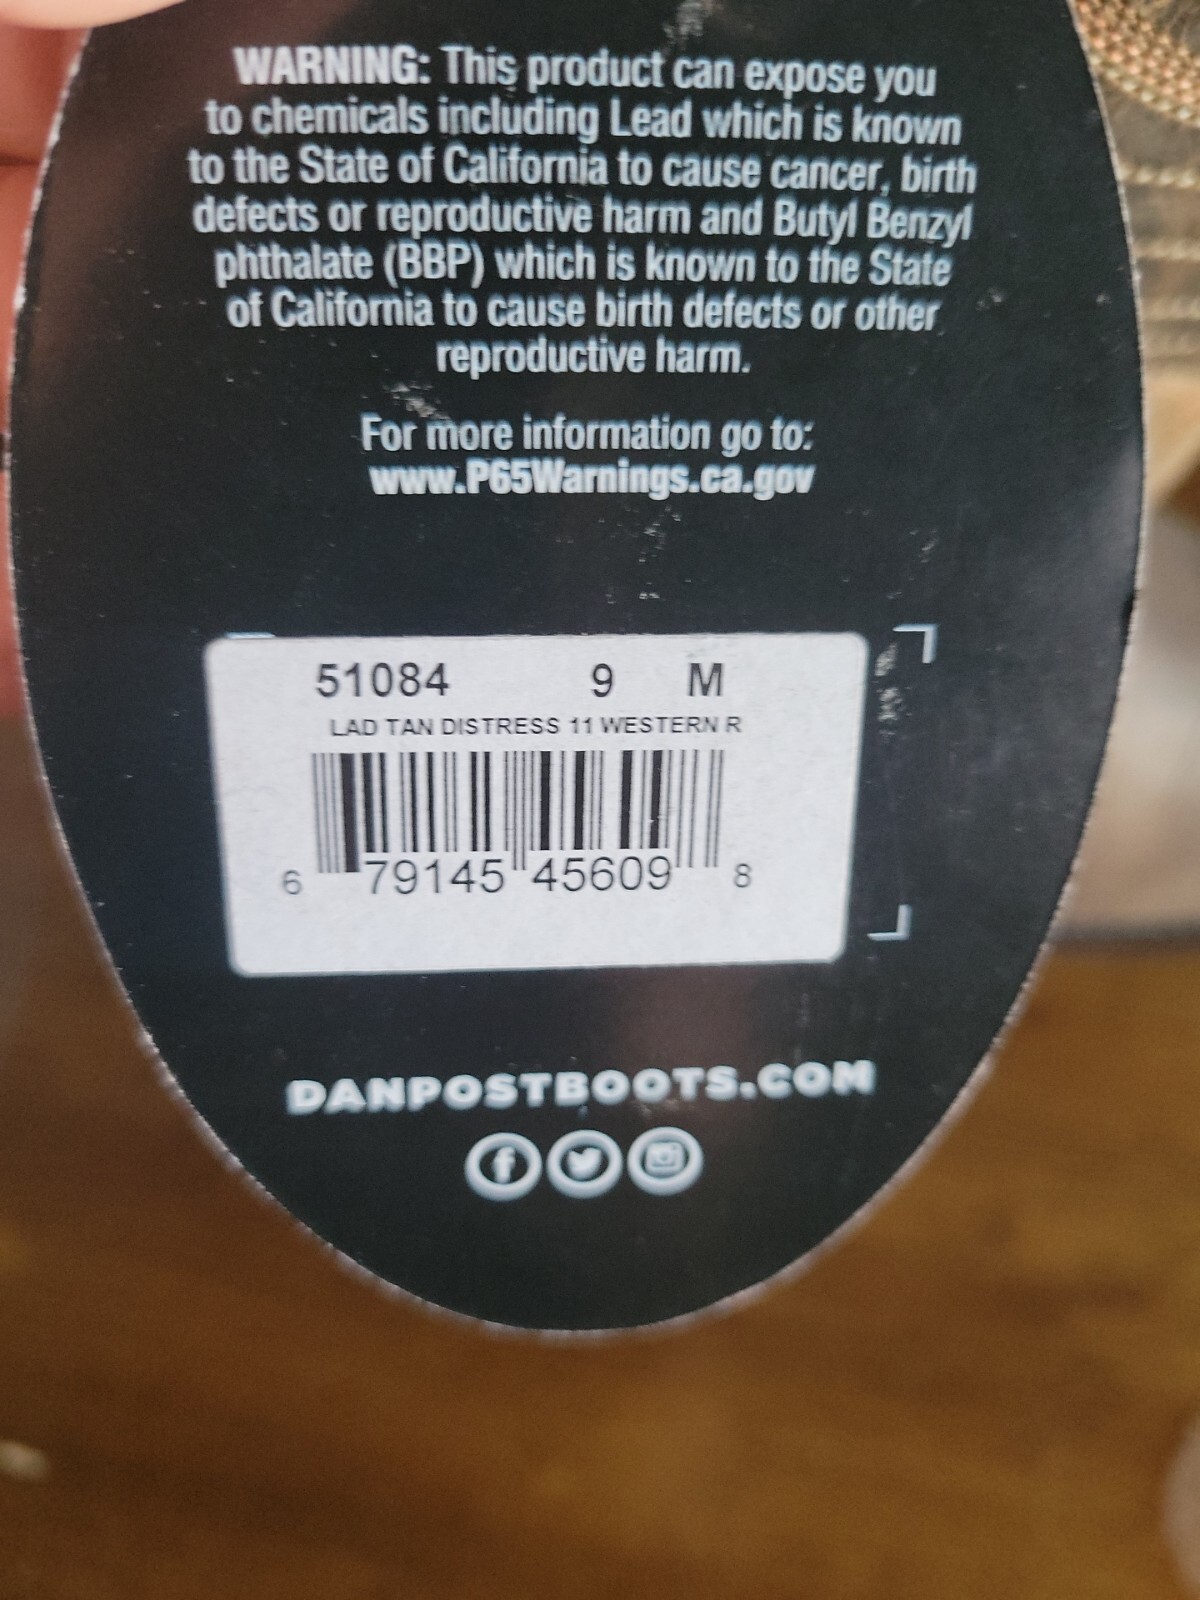 WARNING: This product can expose you
to chemicals including Lead which is known
to the State of California to cause cancer, birth
defects or reproductive harm and Butyl Benzyl
phthalate (BBP) which is known to the State
of California to cause birth defects or other
reproductive harm.
For more information go to:
www.P65Warnings.ca.gov
51084 9 M
LAD TAN DISTRESS 11 WESTERN R
6 79145 45609 8
DANPOSTBOOTS.COM